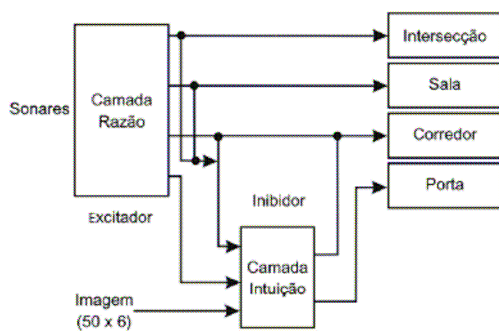 Intersecção
Sala
Corredor
Porta
Sonares
Camada
Razão
Excitador
Inibidor
Camada
Intuição
Imagem
(50 x 6)